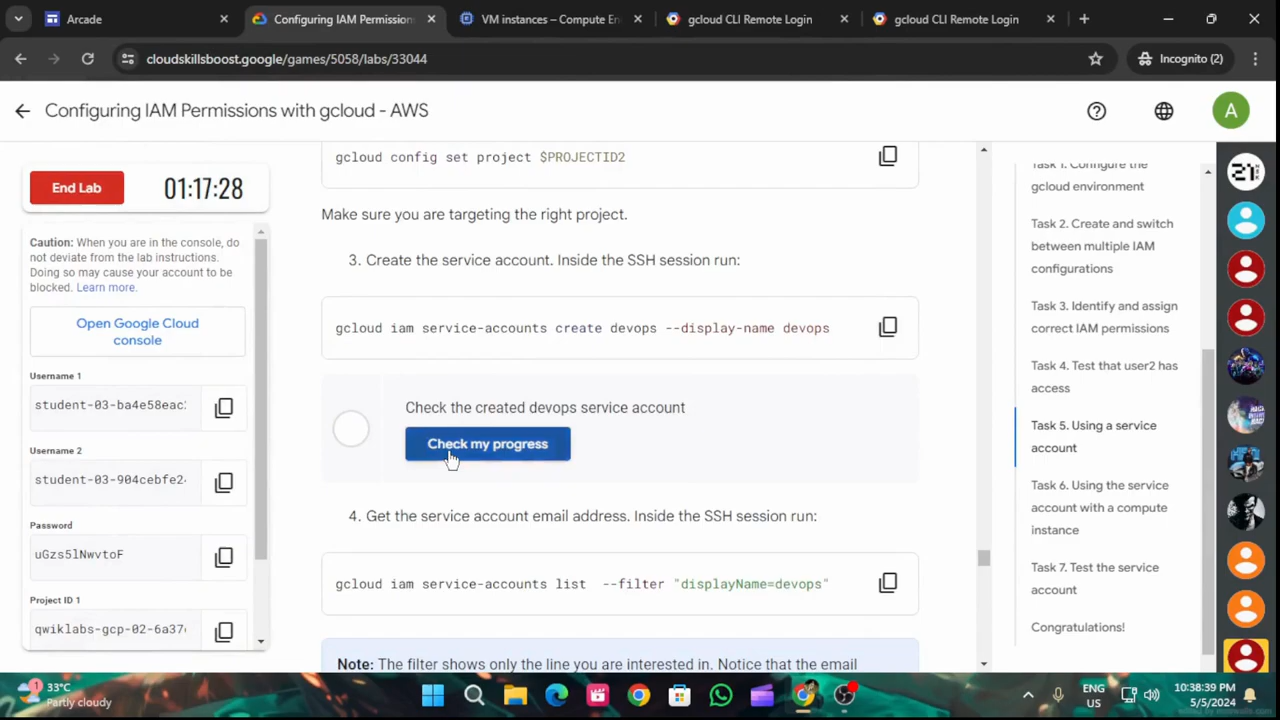 Arcade
Configuring IAM Permission
VM instances – Compute En
gcloud CLI Remote Login
gcloud CLI Remote Login
cloudskillsboost.google/games/5058/labs/33044
Incognito (2)
Configuring IAM Permissions with gcloud - AWS
A
End Lab
01:17:28
Caution: When you are in the console, do
not deviate from the lab instructions.
Doing so may cause your account to be
blocked. Learn more.
Open Google Cloud
console
Username 1
student-03-ba4e58eac
Username 2
student-03-904cebfe2
Password
uGzs5lNwvtoF
Project ID 1
qwiklabs-gcp-02-6a37
gcloud config set project $PROJECTID2
Make sure you are targeting the right project.
3. Create the service account. Inside the SSH session run:
gcloud iam service-accounts create devops --display-name devops
Check the created devops service account
Check my progress
4. Get the service account email address. Inside the SSH session run:
gcloud iam service-accounts list --filter "displayName=devops"
Note: The filter shows only the line you are interested in. Notice that the email
Task 1. Configure the
gcloud environment
Task 2. Create and switch
between multiple IAM
configurations
Task 3. Identify and assign
correct IAM permissions
Task 4. Test that user2 has
access
Task 5. Using a service
account
Task 6. Using the service
account with a compute
instance
Task 7. Test the service
account
Congratulations!
21
1
33°C
Partly cloudy
ENG
US
10:38:39 PM
5/5/2024